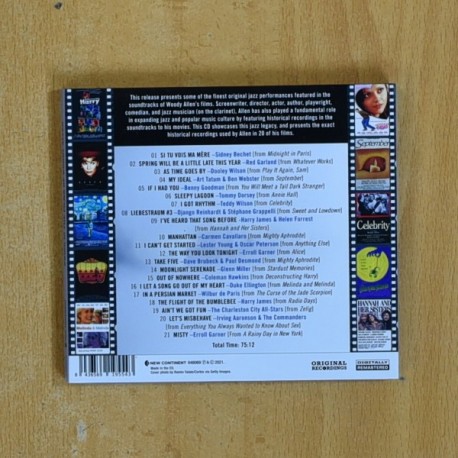 This release presents some of the finest original jazz performances featured in the
soundtracks of Woody Allen's films. Screenwriter, director, actor, author, playwright,
comedian, and jazz musician (on the clarinet), Allen has also played a fundamental role
in expanding jazz and popular music culture by featuring historical recordings in the
soundtracks to his movies. This CD showcases this jazz legacy, and presents the exact
historical recordings used by Allen in 20 of his films.
01 SI TU VOIS MA MÈRE -Sidney Bechet (from Midnight in Paris)
02 SPRING WILL BE A LITTLE LATE THIS YEAR -Red Garland (from Whatever Works)
03 AS TIME GOES BY -Dooley Wilson (from Play It Again, Sam)
04 MY IDEAL -Art Tatum & Ben Webster (from September)
05 IF I HAD YOU -Benny Goodman (from You Will Meet a Tall Dark Stranger)
06 SLEEPY LAGOON -Tommy Dorsey (from Annie Hall)
07 I GOT RHYTHM -Teddy Wilson (from Celebrity)
08 LIEBESTRAUM #3 -Django Reinhardt & Stéphane Grappelli (from Sweet and Lowdown)
09 I'VE HEARD THAT SONG BEFORE -Harry James & Helen Forrest
(from Hannah and Her Sisters)
10 MANHATTAN -Carmen Cavallaro (from Mighty Aphrodite)
11 I CAN'T GET STARTED -Lester Young & Oscar Peterson (from Anything Else)
12 THE WAY YOU LOOK TONIGHT -Erroll Garner (from Alice)
13 TAKE FIVE -Dave Brubeck & Paul Desmond (from Mighty Aphrodite)
14 MOONLIGHT SERENADE -Glenn Miller (from Stardust Memories)
15 OUT OF NOWHERE -Coleman Hawkins (from Deconstructing Harry)
16 I LET A SONG GO OUT OF MY HEART -Duke Ellington (from Melinda and Melinda)
17 IN A PERSIAN MARKET -Wilbur de Paris (from The Curse of the Jade Scorpion)
18 THE FLIGHT OF THE BUMBLEBEE -Harry James (from Radio Days)
19 AIN'T WE GOT FUN -The Charleston City All-Stars (from Zelig)
20 LET'S MISBEHAVE -Irving Aaronson & The Commanders
(from Everything You Always Wanted to Know About Sex)
21 MISTY -Erroll Garner (from A Rainy Day in New York)
Total Time: 75:12
NEW CONTINENT
2021
Made in the EU.
ORIGINAL
RECORDINGS
DIGITALLY
REMASTERED
Harry
September
Celebrity
HANNAH AND
HER SISTERS